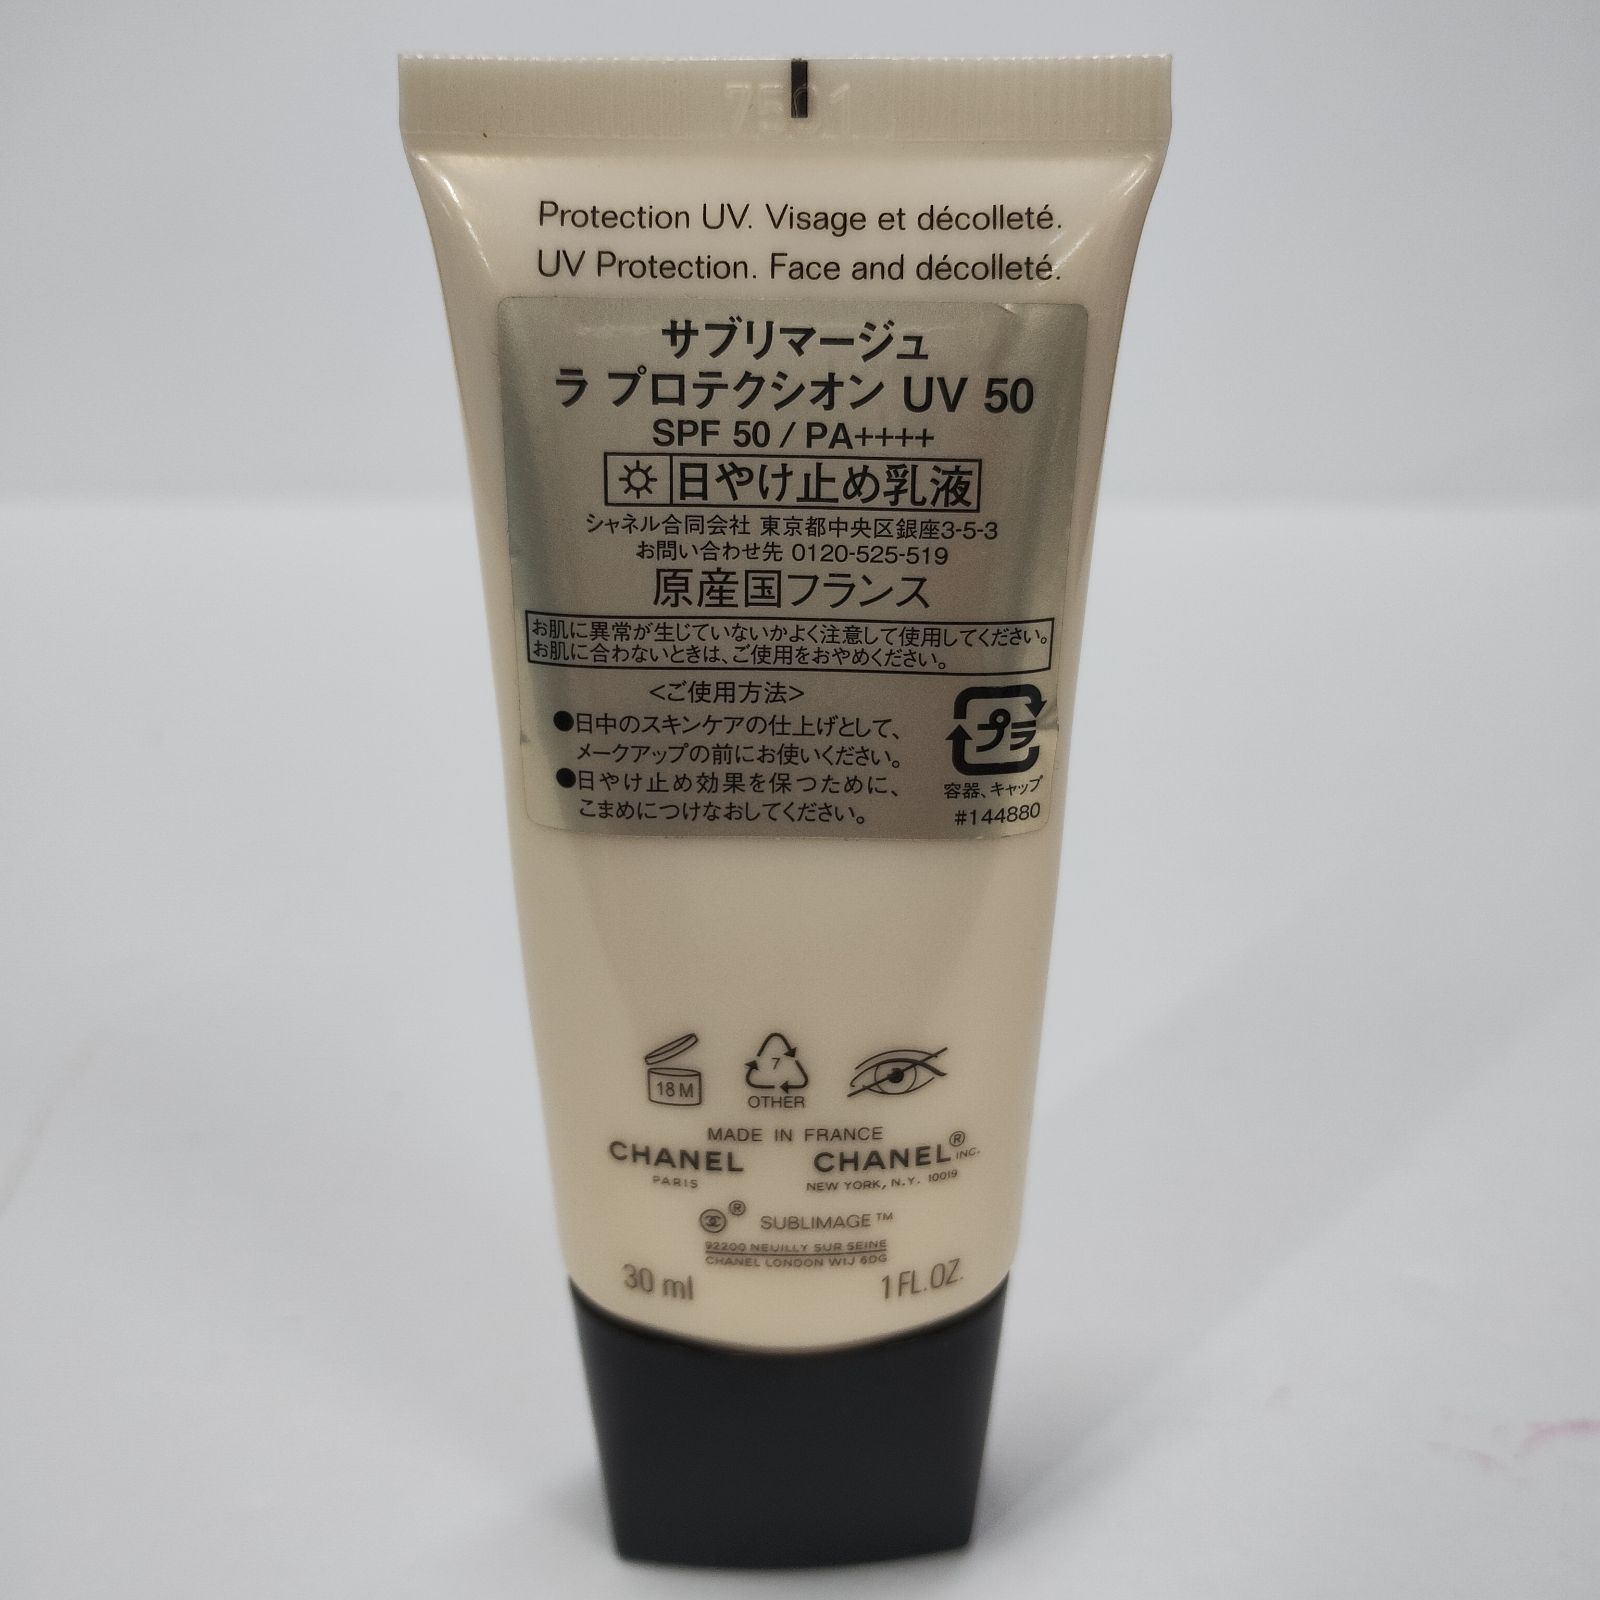 Protection UV. Visage et décolleté.
UV Protection. Face and décolleté.
サブリマージュ
ラ プロテクシオン UV 50
SPF 50 / PA++++
日やけ止め乳液
シャネル合同会社 東京都中央区銀座3-5-3
お問い合わせ先 0120-525-519
原産国フランス
お肌に異常が生じていないかよく注意して使用してください。
お肌に合わないときは、ご使用をおやめください。
<ご使用方法>
●日中のスキンケアの仕上げとして、
メークアップの前にお使いください。
●日やけ止め効果を保つために、
こまめにつけなおしてください。
プラ
容器、キャップ
#144880
18 M
7
OTHER
MADE IN FRANCE
CHANEL CHANEL® INC.
PARIS NEW YORK, N.Y. 10019
® SUBLIMAGE™
92200 NEUILLY SUR SEINE
CHANEL LONDON W1J 6DG
30 ml 1 FL.OZ.